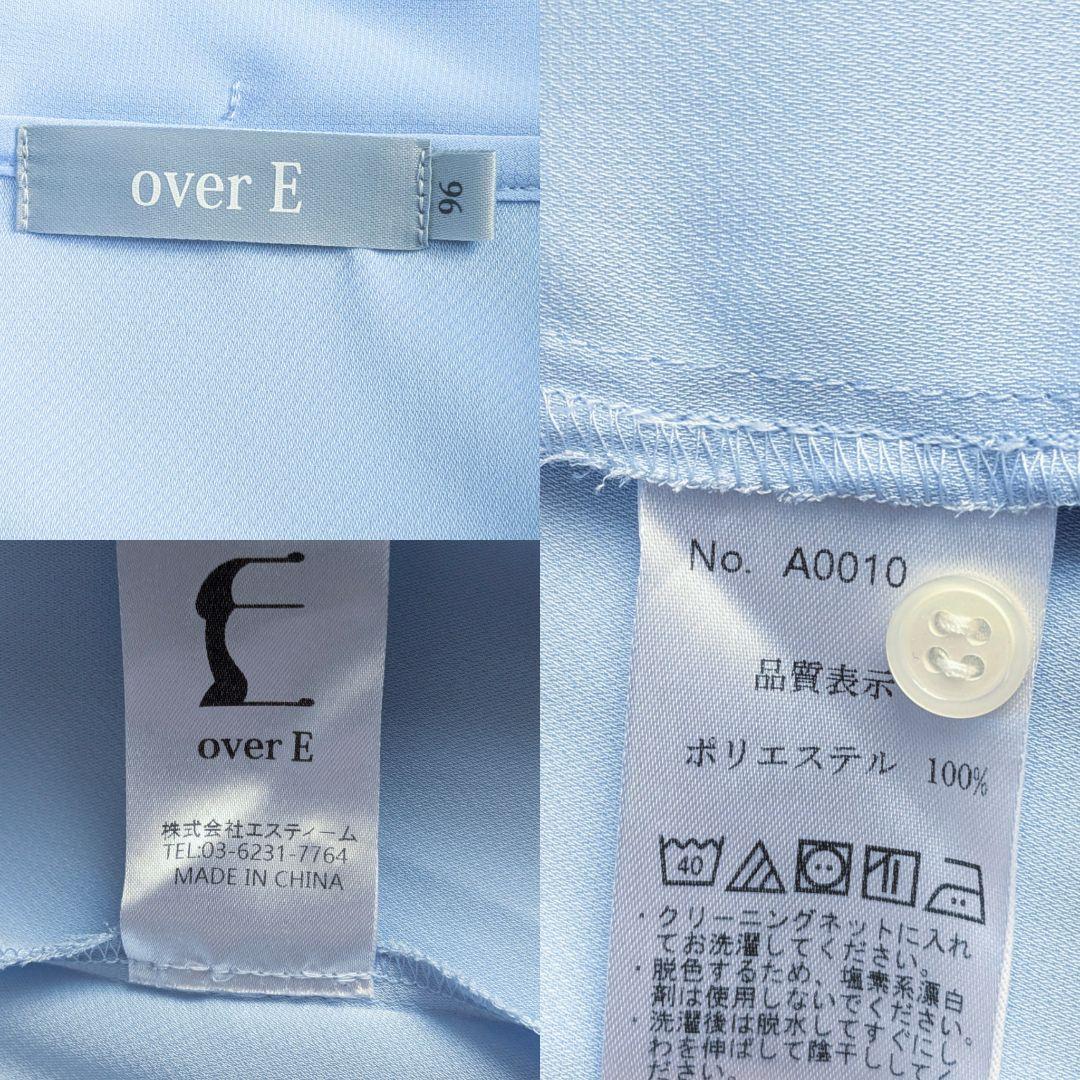 over E
96
over E
株式会社エスティーム
TEL:03-6231-7764
MADE IN CHINA
No. A0010
品質表示
ポリエステル 100%
40
・クリーニングネットに入れ
てお洗濯してください。
・脱色するため、塩素系漂白
剤は使用しないでください。
・洗濯後は脱水してすぐにし
わを伸ばして陰干しして
ださい。